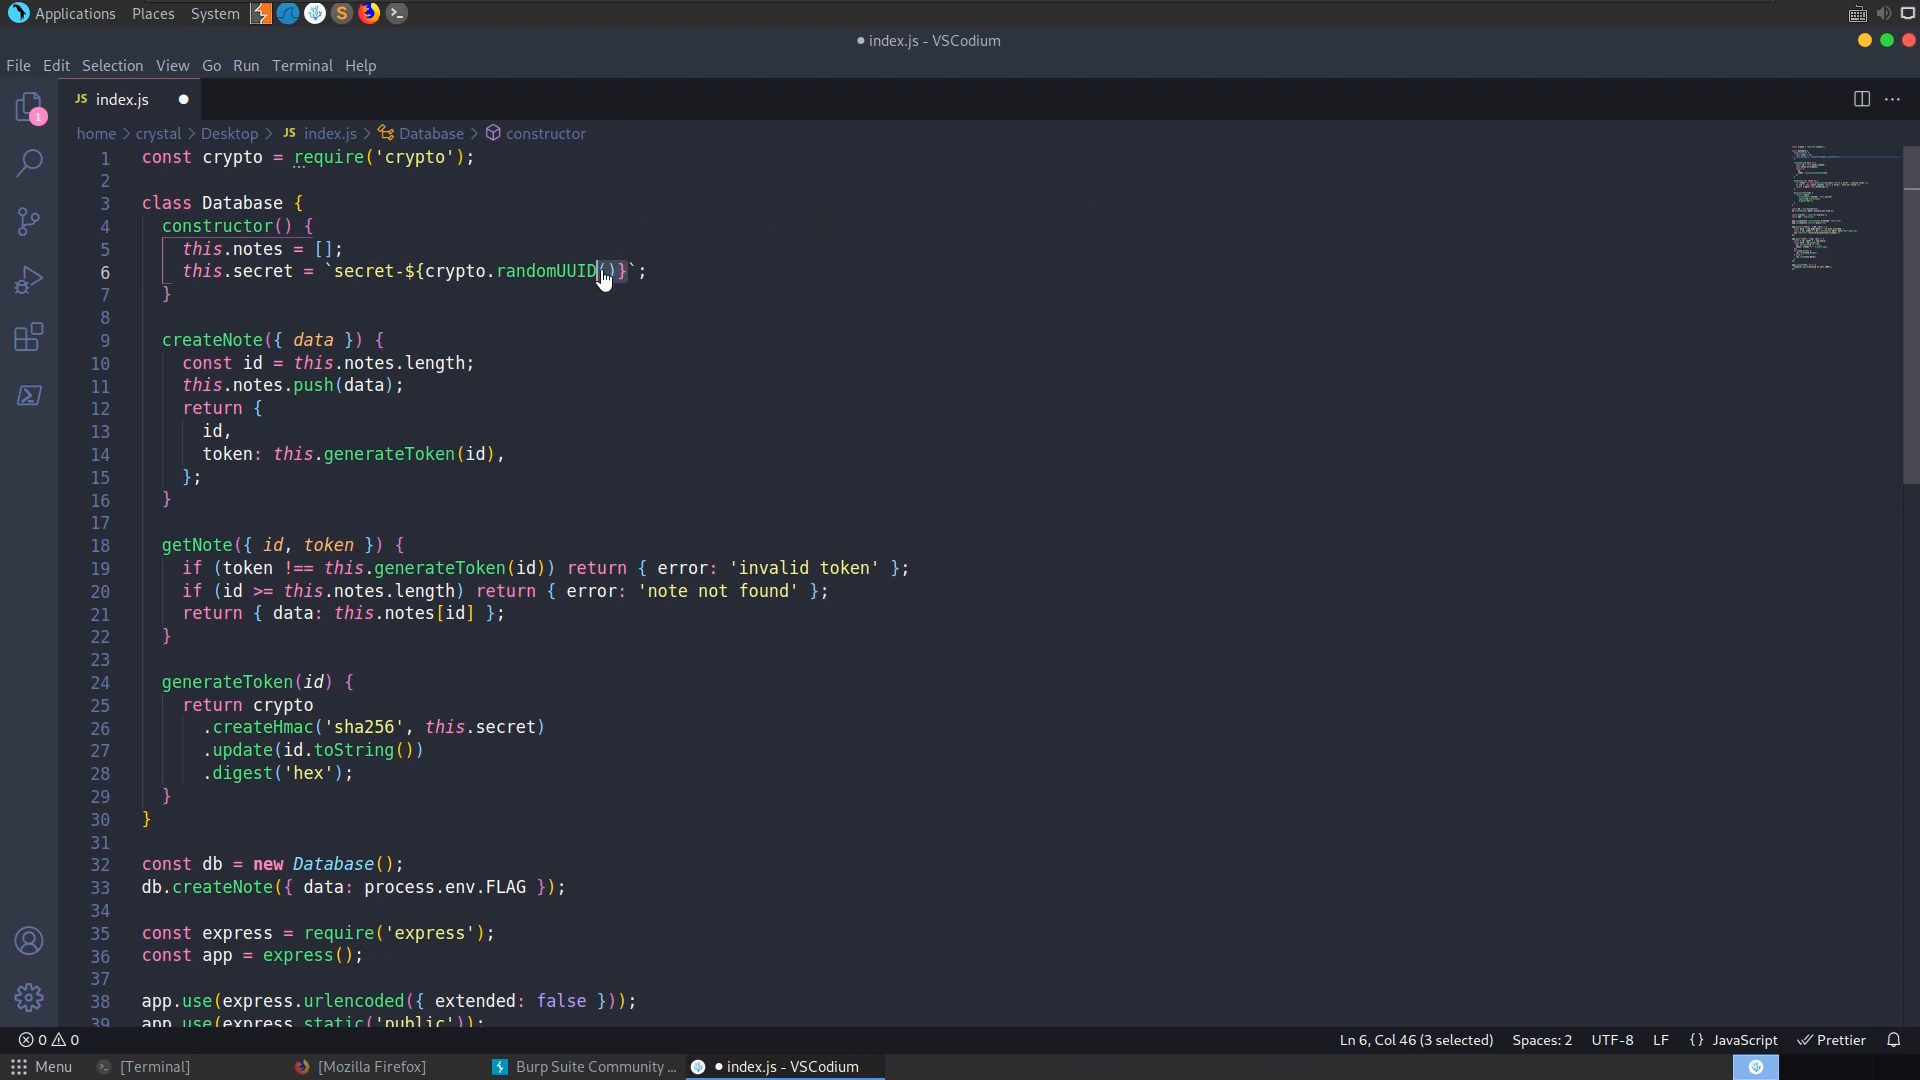 Applications Places System
index.js - VSCodium
File Edit Selection View Go Run Terminal Help
JS index.js
1
home > crystal > Desktop > JS index.js > Database > constructor
1 const crypto = require('crypto');
2
3 class Database {
4 constructor() {
5 this.notes = [];
6 this.secret = `secret-${crypto.randomUUID()}`;
7 }
8
9 createNote({ data }) {
10 const id = this.notes.length;
11 this.notes.push(data);
12 return {
13 id,
14 token: this.generateToken(id),
15 };
16 }
17
18 getNote({ id, token }) {
19 if (token !== this.generateToken(id)) return { error: 'invalid token' };
20 if (id >= this.notes.length) return { error: 'note not found' };
21 return { data: this.notes[id] };
22 }
23
24 generateToken(id) {
25 return crypto
26 .createHmac('sha256', this.secret)
27 .update(id.toString())
28 .digest('hex');
29 }
30 }
31
32 const db = new Database();
33 db.createNote({ data: process.env.FLAG });
34
35 const express = require('express');
36 const app = express();
37
38 app.use(express.urlencoded({ extended: false }));
39 app.use(express.static('public'));
0 0 Ln 6, Col 46 (3 selected) Spaces: 2 UTF-8 LF {} JavaScript Prettier
Menu [Terminal] [Mozilla Firefox] Burp Suite Community ... index.js - VSCodium